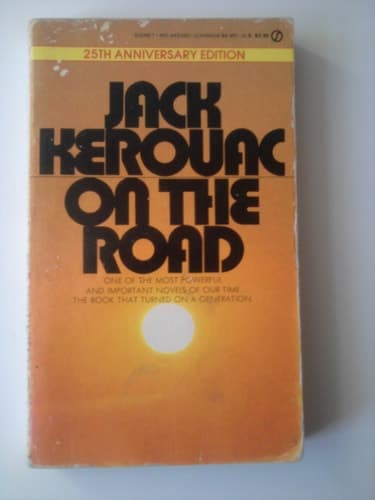 25TH ANNIVERSARY EDITION
JACK
KEROUAC
ON THE
ROAD
ONE OF THE MOST POWERFUL
AND IMPORTANT NOVELS OF OUR TIME
THE BOOK THAT TURNED ON A GENERATION